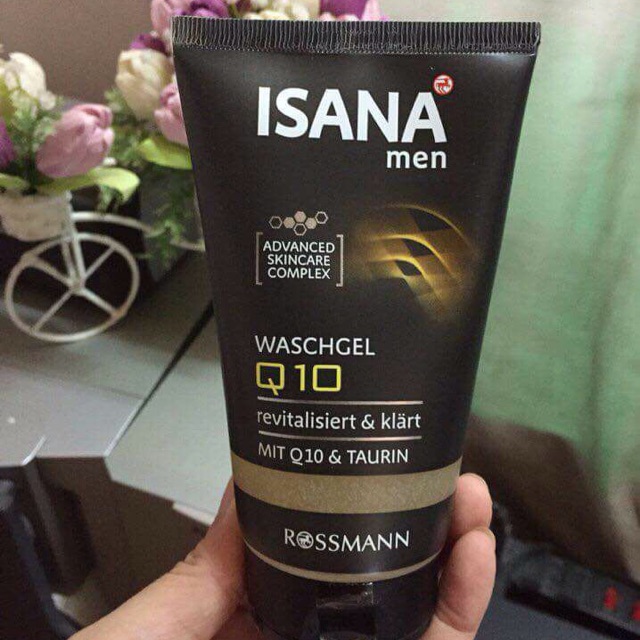 ISANA
men
ADVANCED
SKINCARE
COMPLEX
WASCHGEL
Q10
revitalisiert & klärt
MIT Q10 & TAURIN
ROSSMANN